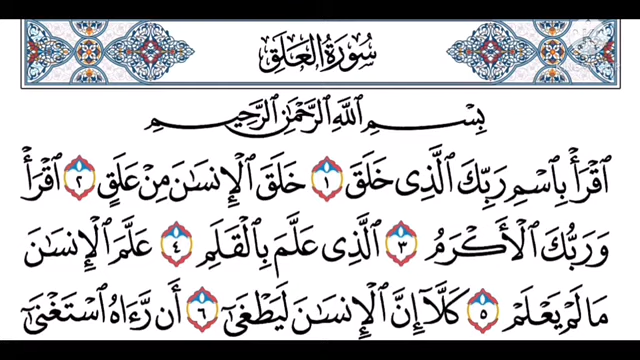 سُورَةُ العَلَقِ
بِسْمِ ٱللَّهِ ٱلرَّحْمَٰنِ ٱلرَّحِيمِ
ٱقْرَأْ بِٱسْمِ رَبِّكَ ٱلَّذِى خَلَقَ ١ خَلَقَ ٱلْإِنسَٰنَ مِنْ عَلَقٍ ٢ ٱقْرَأْ
وَرَبُّكَ ٱلْأَكْرَمُ ٣ ٱلَّذِى عَلَّمَ بِٱلْقَلَمِ ٤ عَلَّمَ ٱلْإِنسَٰنَ
مَا لَمْ يَعْلَمْ ٥ كَلَّآ إِنَّ ٱلْإِنسَٰنَ لَيَطْغَىٰٓ ٦ أَن رَّءَاهُ ٱسْتَغْنَىٰٓ